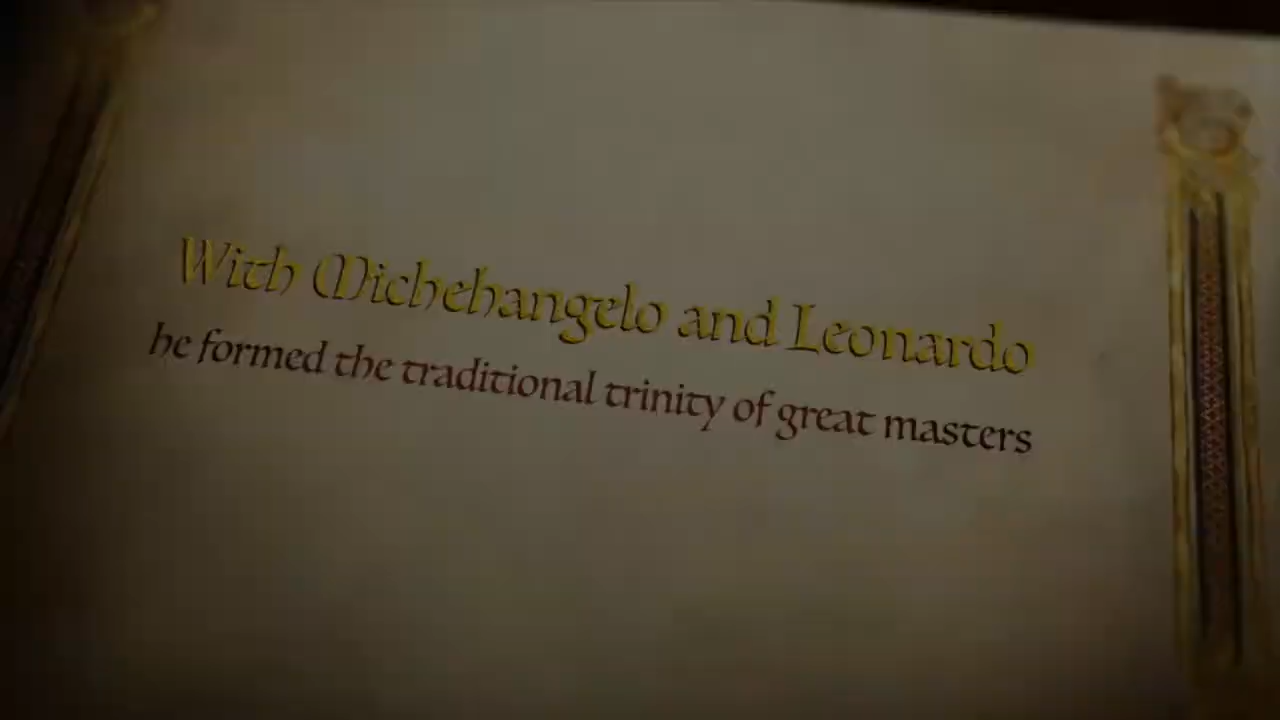 With Michehangelo and Leonardo
he formed the traditional trinity of great masters